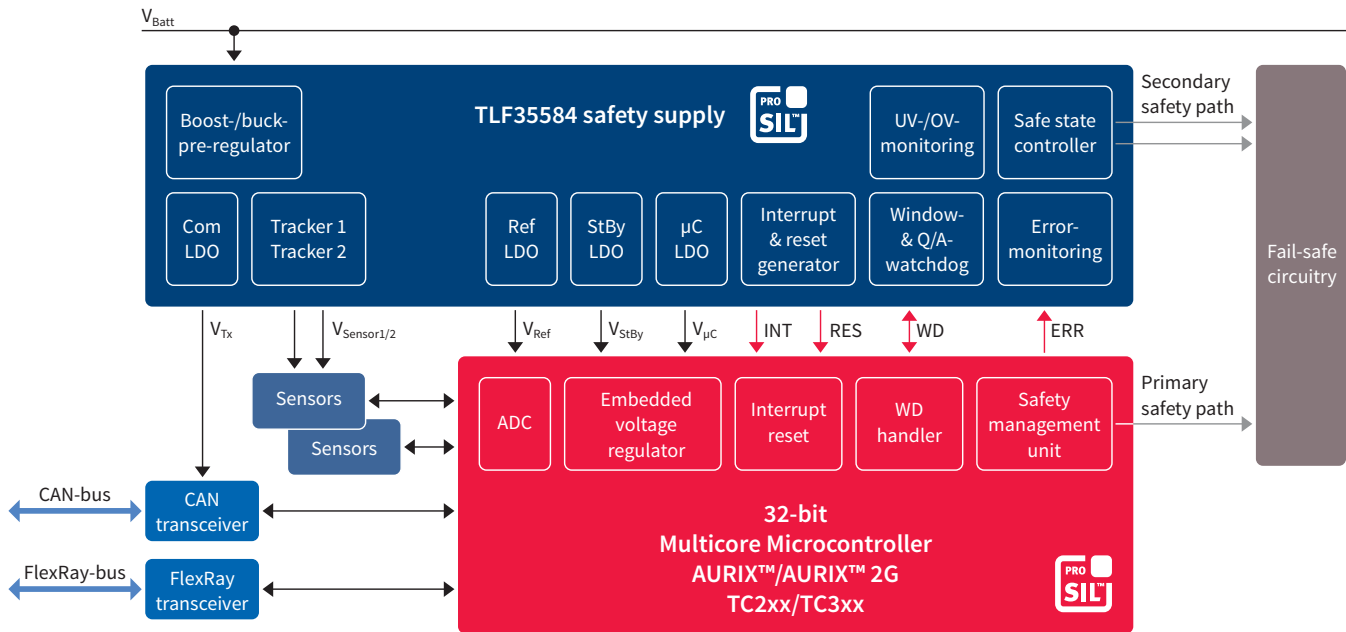 VBatt
TLF35584 safety supply
PRO
SIL™
Boost-/buck-
pre-regulator
UV-/OV-
monitoring
Safe state
controller
Secondary
safety path
Com
LDO
Tracker 1
Tracker 2
Ref
LDO
StBy
LDO
µC
LDO
Interrupt
& reset
generator
Window-
& Q/A-
watchdog
Error-
monitoring
Fail-safe
circuitry
VTx
VSensor1/2
VRef
VStBy
VµC
INT
RES
WD
ERR
Sensors
Sensors
ADC
Embedded
voltage
regulator
Interrupt
reset
WD
handler
Safety
management
unit
Primary
safety path
CAN-bus
CAN
transceiver
FlexRay-bus
FlexRay
transceiver
32-bit
Multicore Microcontroller
AURIX™/AURIX™ 2G
TC2xx/TC3xx
PRO
SIL™